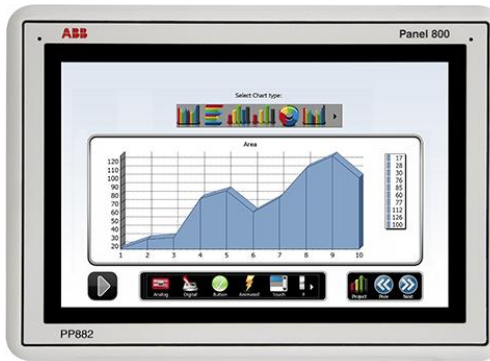 ABB
Panel 800
Select Chart type:
Area
120
110
100
90
80
70
60
50
40
30
20
1 2 3 4 5 6 7 8 9 10
17
28
30
76
85
60
77
112
126
100
Analog Digital Button Animated Touch
Project Prev Next
PP882